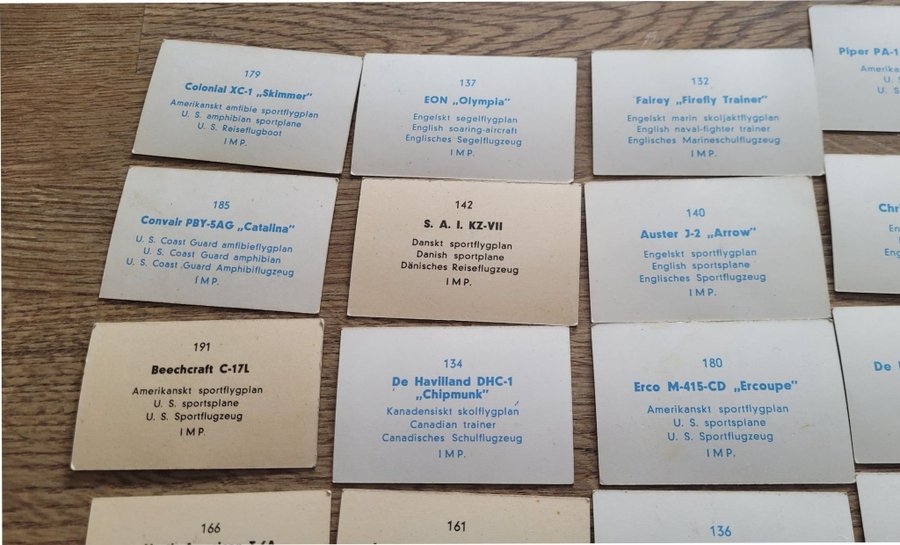 179
Colonial XC-1 „Skimmer"
Amerikanskt amfibie sportflygplan
U. S. amphibian sportplane
U. S. Reiseflugboot
IMP.
137
EON „Olympia"
Engelskt segelflygplan
English soaring-aircraft
Englisches Segelflugzeug
IMP.
132
Fairey „Firefly Trainer"
Engelskt marin skoljaktflygplan
English naval-fighter trainer
Englisches Marineschulflugzeug
IMP.
Piper PA-1
Amerika
U. S
U. S
185
Convair PBY-5AG „Catalina"
U. S. Coast Guard amfibieflygplan
U. S. Coast Guard amphibian
U. S. Coast Guard Amphibiflugzeug
IMP.
142
S. A. I. KZ-VII
Danskt sportflygplan
Danish sportplane
Dänisches Reiseflugzeug
IMP.
140
Auster J-2 „Arrow"
Engelskt sportflygplan
English sportsplane
Englisches Sportflugzeug
IMP.
Chr
En
Eng
191
Beechcraft C-17L
Amerikanskt sportflygplan
U. S. sportsplane
U. S. Sportflugzeug
IMP.
134
De Havilland DHC-1
„Chipmunk"
Kanadensiskt skolflygplan
Canadian trainer
Canadisches Schulflugzeug
IMP.
180
Erco M-415-CD „Ercoupe"
Amerikanskt sportflygplan
U. S. sportsplane
U. S. Sportflugzeug
IMP.
De
166
161
136